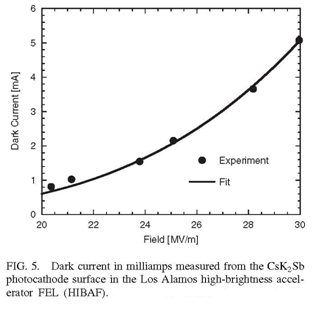 6
5
4
3
2
1
0
Dark Current [mA]
Experiment
Fit
20 22 24 26 28 30
Field [MV/m]
FIG. 5. Dark current in milliamps measured from the CsK₂Sb
photocathode surface in the Los Alamos high-brightness accel-
erator FEL (HIBAF).